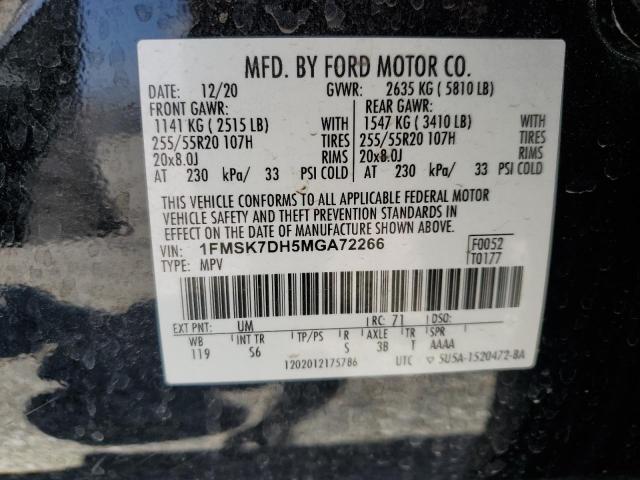 MFD. BY FORD MOTOR CO.
DATE: 12/20 GVWR: 2635 KG ( 5810 LB)
FRONT GAWR: REAR GAWR:
1141 KG ( 2515 LB) WITH 1547 KG ( 3410 LB) WITH
255/55R20 107H TIRES 255/55R20 107H TIRES
20x8.0J RIMS 20x8.0J RIMS
AT 230 kPa/ 33 PSI COLD AT 230 kPa/ 33 PSI COLD
THIS VEHICLE CONFORMS TO ALL APPLICABLE FEDERAL MOTOR
VEHICLE SAFETY AND THEFT PREVENTION STANDARDS IN
EFFECT ON THE DATE OF MANUFACTURE SHOWN ABOVE.
VIN: 1FMSK7DH5MGA72266 F0052
TYPE: MPV T0177
EXT PNT: UM RC: 71 DSO:
WB INT TR TP/PS R AXLE TR SPR
119 S6 S 3B T AAAA
1202012175786 UTC ▽ 5U5A-1520472-BA